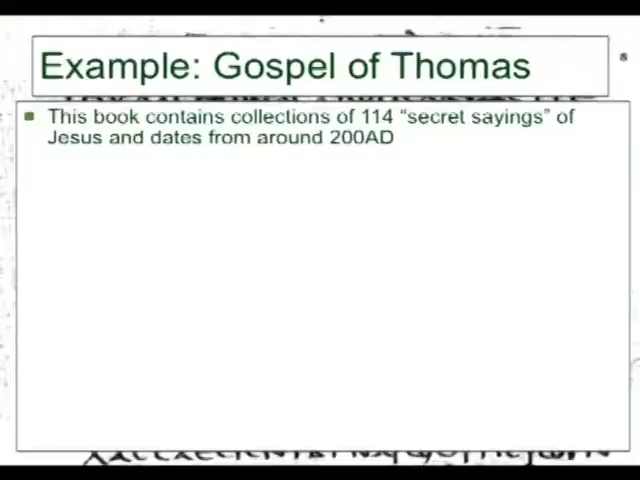 Example: Gospel of Thomas
This book contains collections of 114 “secret sayings” of
Jesus and dates from around 200AD